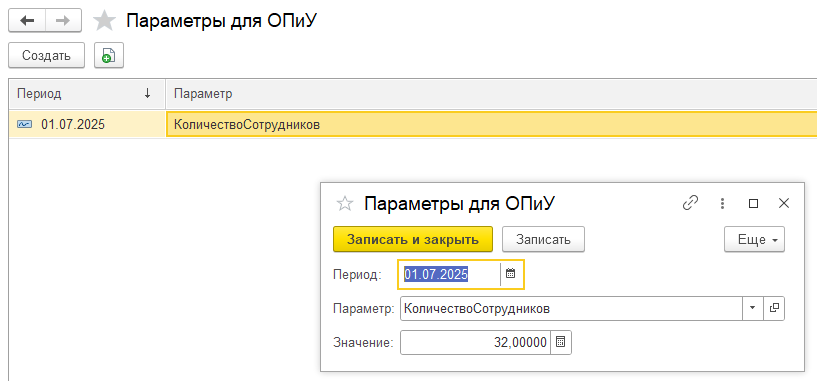 Параметры для ОПиУ
Создать
Период ↓ Параметр
01.07.2025 КоличествоСотрудников
Параметры для ОПиУ
Записать и закрыть Записать Еще
Период: 01.07.2025
Параметр: КоличествоСотрудников
Значение: 32,00000